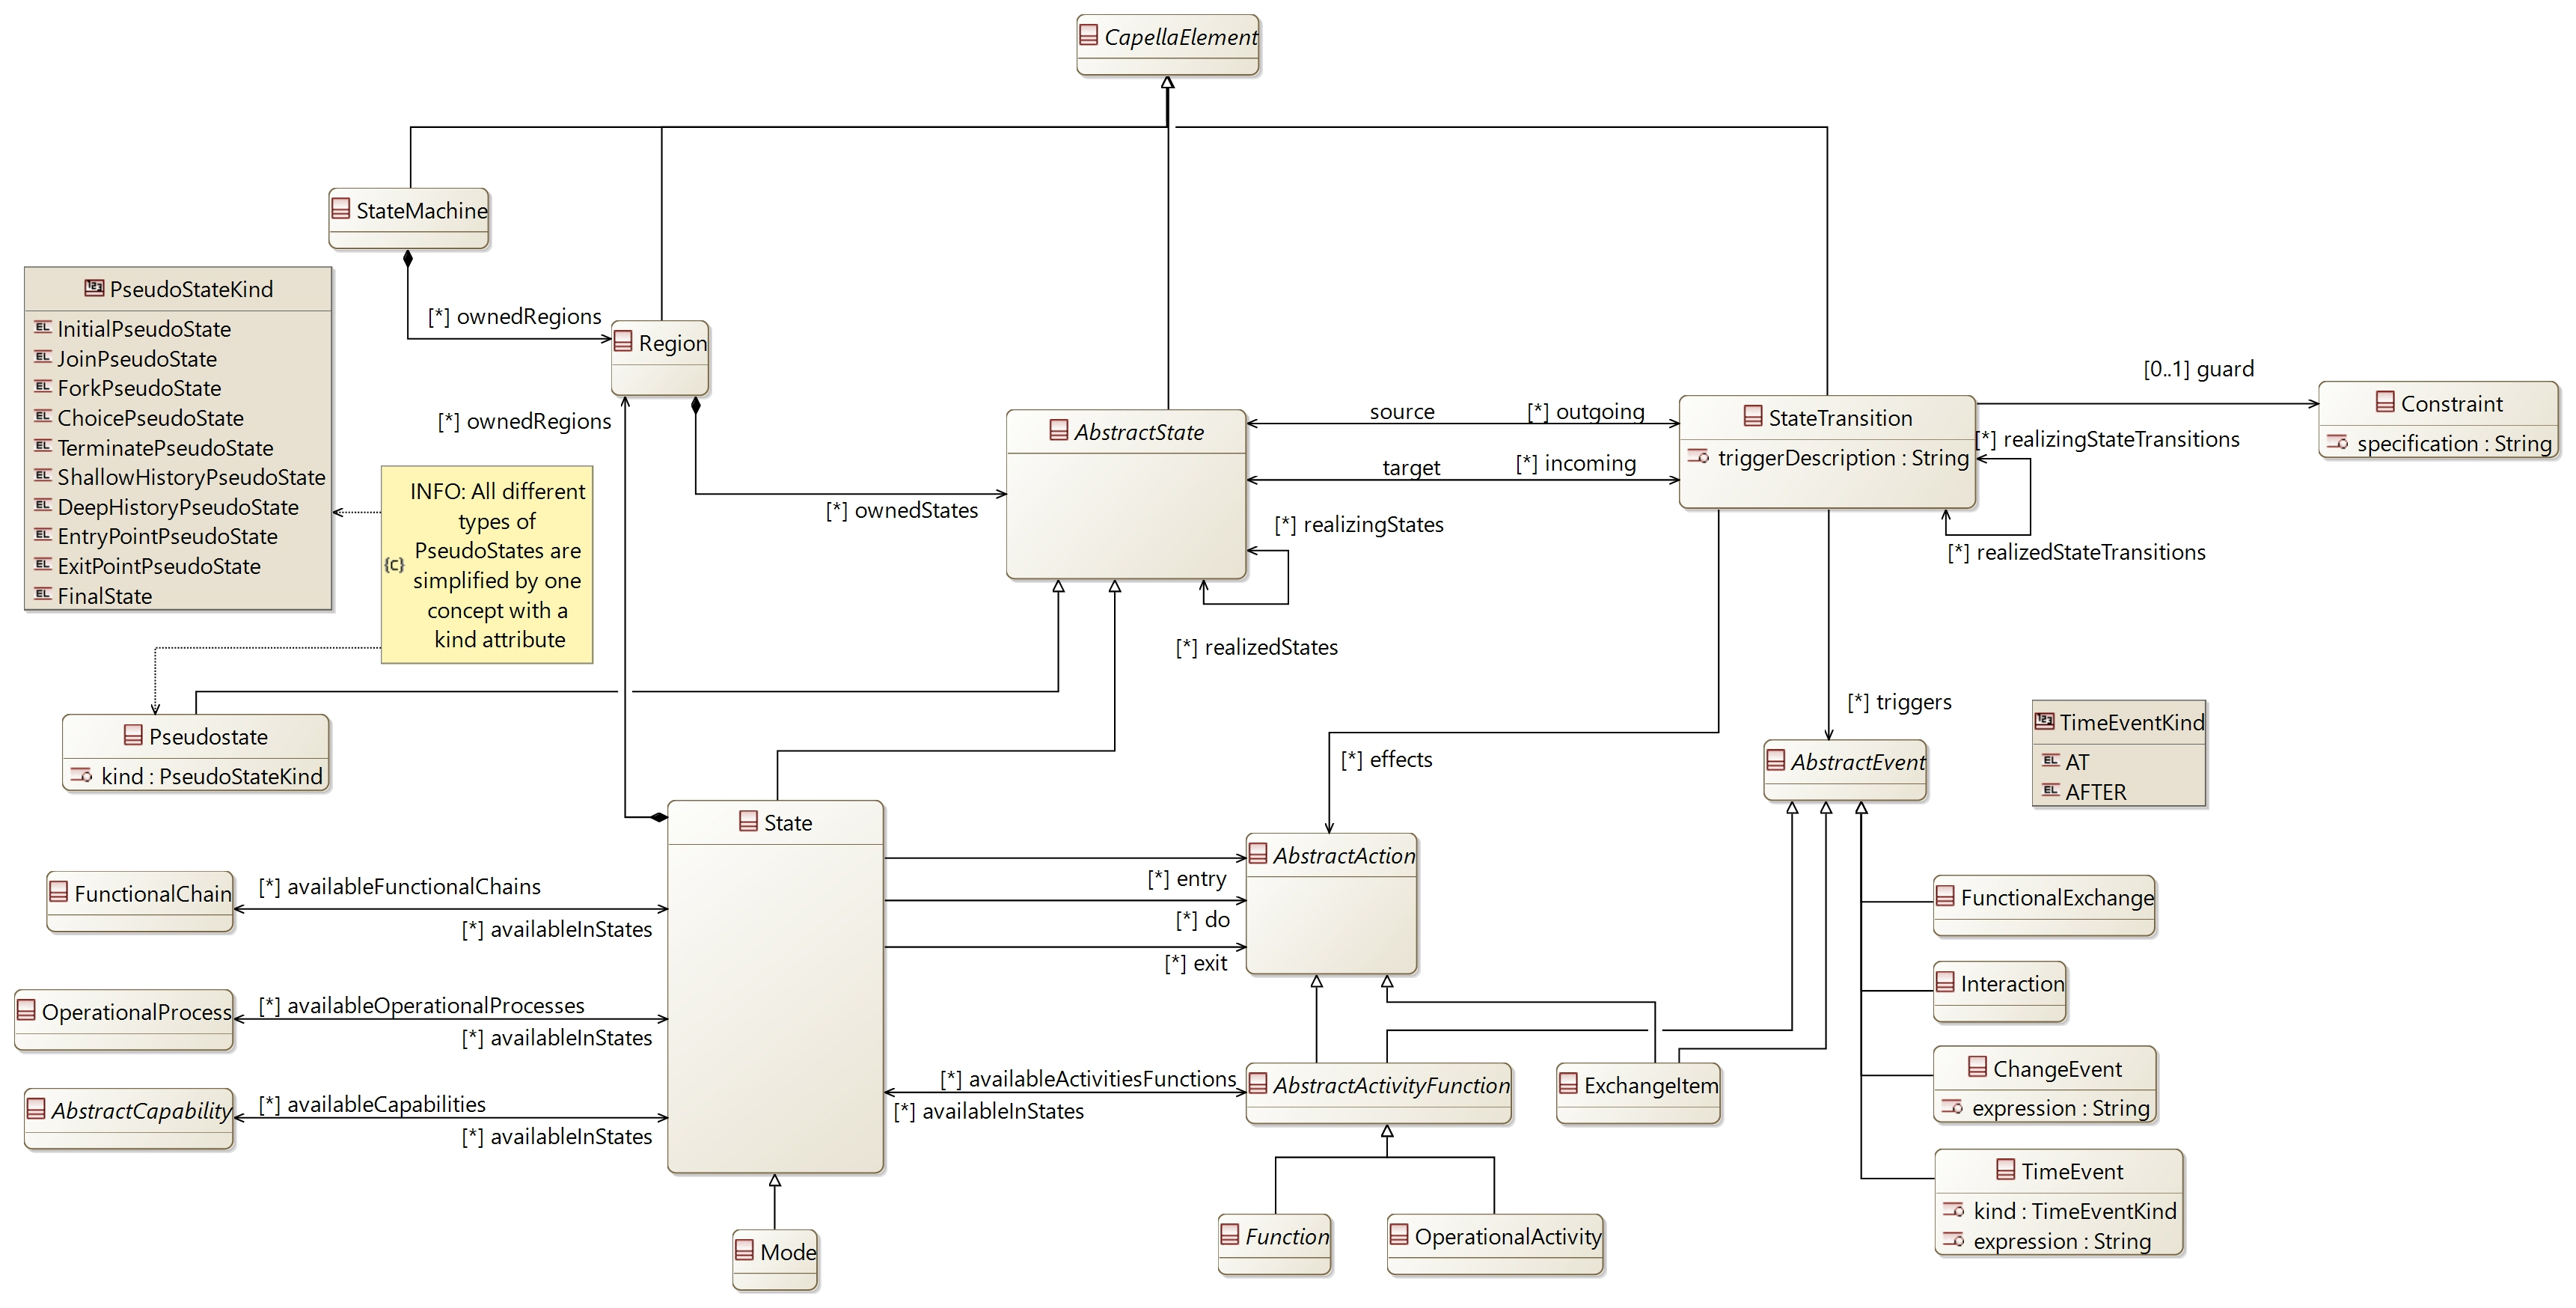 CapellaElement
StateMachine
PseudoStateKind
InitialPseudoState
JoinPseudoState
ForkPseudoState
ChoicePseudoState
TerminatePseudoState
ShallowHistoryPseudoState
DeepHistoryPseudoState
EntryPointPseudoState
ExitPointPseudoState
FinalState
[*] ownedRegions
Region
[*] ownedRegions
INFO: All different
types of
PseudoStates are
simplified by one
concept with a
kind attribute
{C}
[*] ownedStates
AbstractState
source
[*] outgoing
target
[*] incoming
[*] realizingStates
[*] realizedStates
StateTransition
triggerDescription : String
[*] realizingStateTransitions
[*] realizedStateTransitions
[0..1] guard
Constraint
specification : String
Pseudostate
kind : PseudoStateKind
[*] effects
[*] triggers
AbstractEvent
TimeEventKind
AT
AFTER
State
AbstractAction
[*] entry
[*] do
[*] exit
FunctionalChain
[*] availableFunctionalChains
[*] availableInStates
OperationalProcess
[*] availableOperationalProcesses
[*] availableInStates
AbstractCapability
[*] availableCapabilities
[*] availableInStates
[*] availableActivitiesFunctions
[*] availableInStates
AbstractActivityFunction
ExchangeItem
FunctionalExchange
Interaction
ChangeEvent
expression : String
TimeEvent
kind : TimeEventKind
expression : String
Mode
Function
OperationalActivity